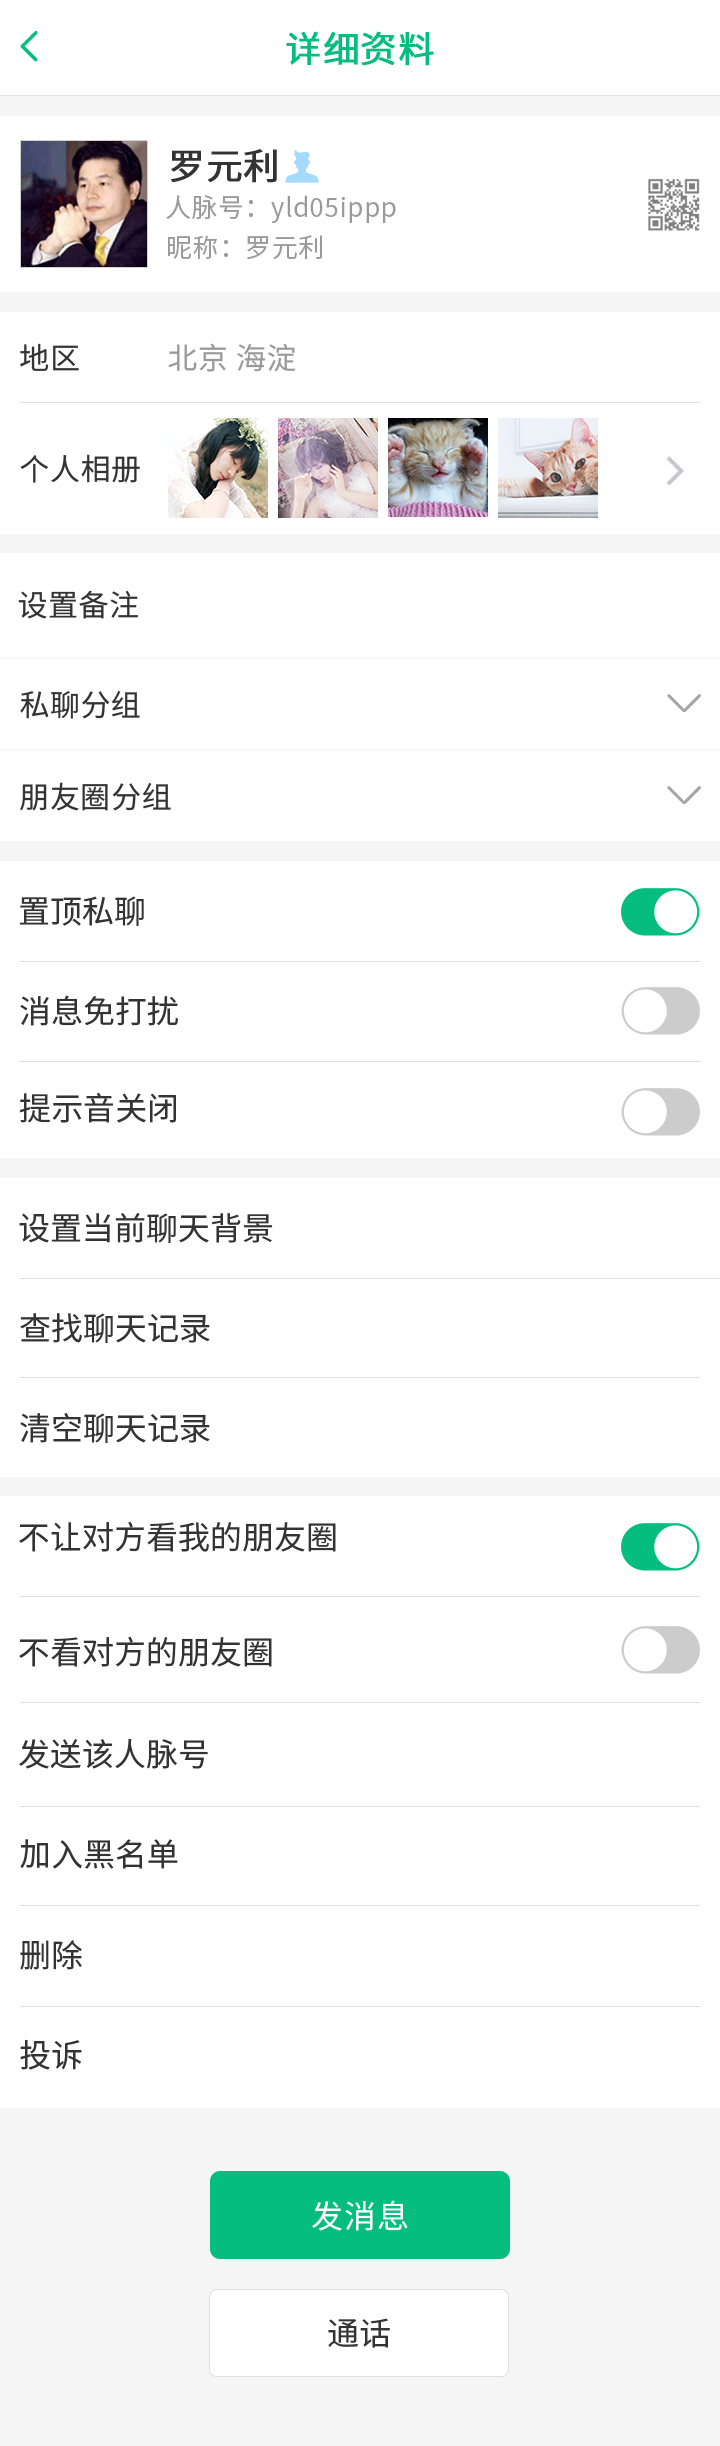 详细资料
罗元利
人脉号：yld05ippp
昵称：罗元利
地区 北京 海淀
个人相册
设置备注
私聊分组
朋友圈分组
置顶私聊
消息免打扰
提示音关闭
设置当前聊天背景
查找聊天记录
清空聊天记录
不让对方看我的朋友圈
不看对方的朋友圈
发送该人脉号
加入黑名单
删除
投诉
发消息
通话